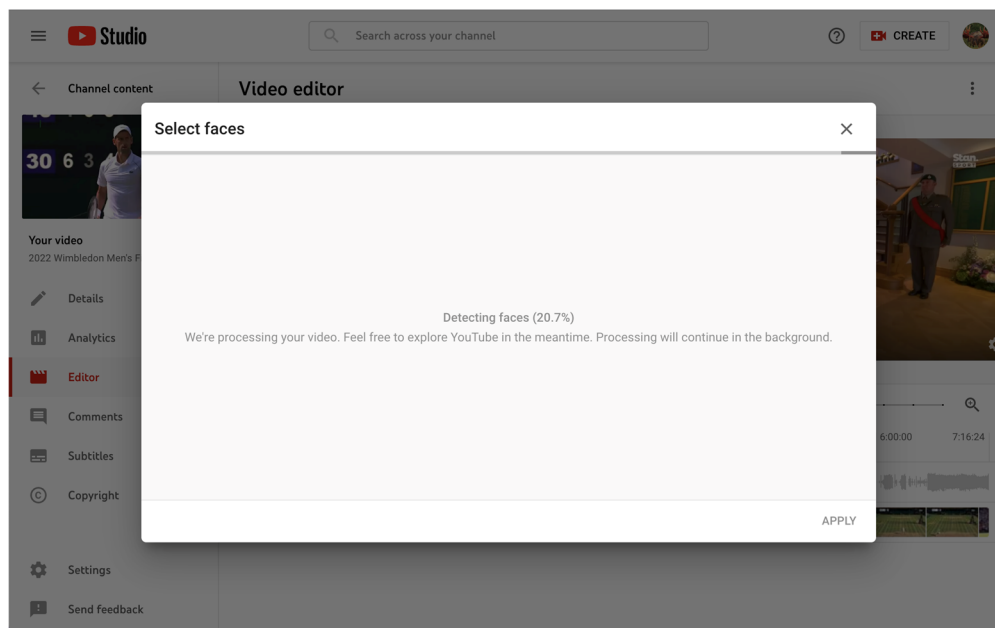 Studio
Search across your channel
CREATE
Channel content
Video editor
Select faces
30 6 3
Stan
Your video
2022 Wimbledon Men's F
Details
Detecting faces (20.7%)
We're processing your video. Feel free to explore YouTube in the meantime. Processing will continue in the background.
Analytics
Editor
Comments
6:00:00
7:16:24
Subtitles
Copyright
APPLY
Settings
Send feedback